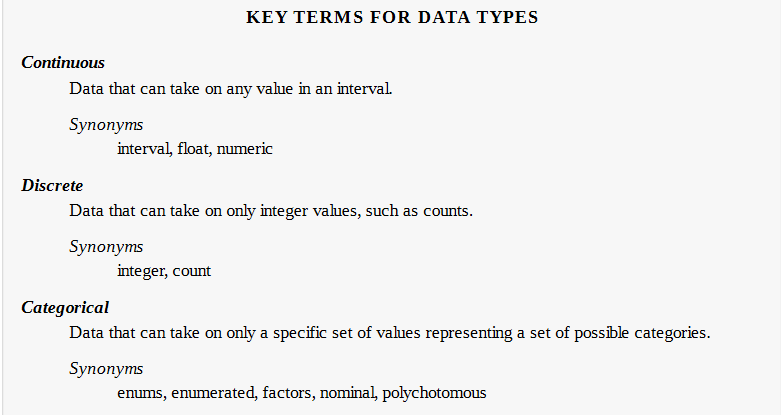 KEY TERMS FOR DATA TYPES
Continuous
Data that can take on any value in an interval.
Synonyms
interval, float, numeric
Discrete
Data that can take on only integer values, such as counts.
Synonyms
integer, count
Categorical
Data that can take on only a specific set of values representing a set of possible categories.
Synonyms
enums, enumerated, factors, nominal, polychotomous